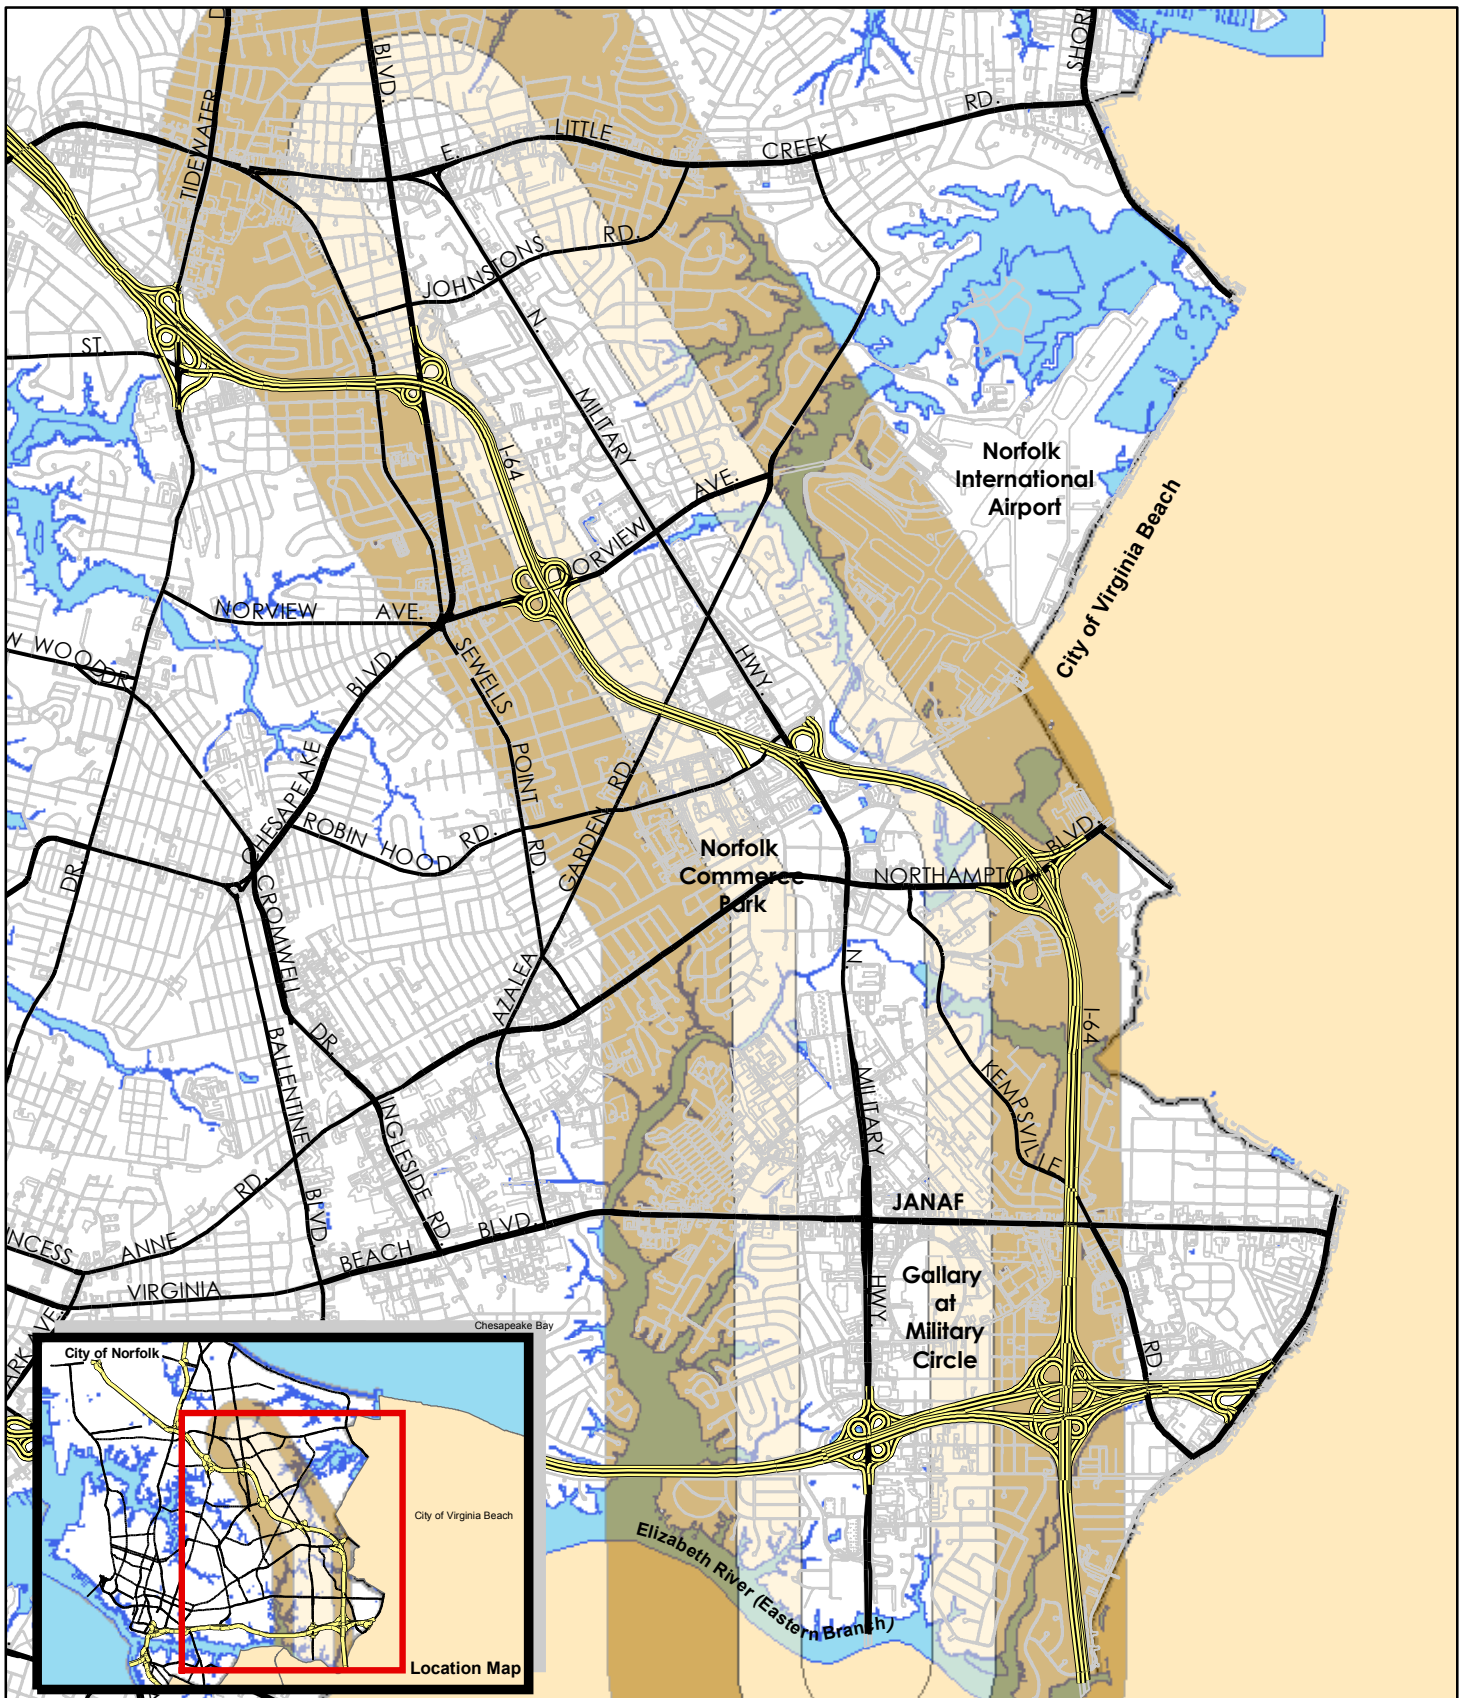 SHORE
BLVD.
TIDEWATER
LITTLE
CREEK
RD.
E.
JOHNSTONS
RD.
ST.
N.
MILITARY
I-64
AVE.
Norfolk
International
Airport
City of Virginia Beach
NORVIEW
NORVIEW
AVE.
W WOOD
DR.
BLVD.
SEWELLS
HWY.
CHESAPEAKE
POINT
RD.
ROBIN
HOOD
RD.
RD.
GARDEN
BLVD.
Norfolk
Commerce
Park
NORTHAMPTON
DR.
CROMWELL
N.
AZALEA
I-64
DR.
BALLENTINE
KEMPSVILLE
MILITARY
INGLESIDE
RD.
RD
BLVD.
JANAF
BLVD.
INCESS
ANNE
BEACH
VIRGINIA
HWY.
Gallary
at
Military
Circle
ARK AVE.
RD.
Chesapeake Bay
City of Norfolk
City of Virginia Beach
Location Map
Elizabeth River (Eastern Branch)